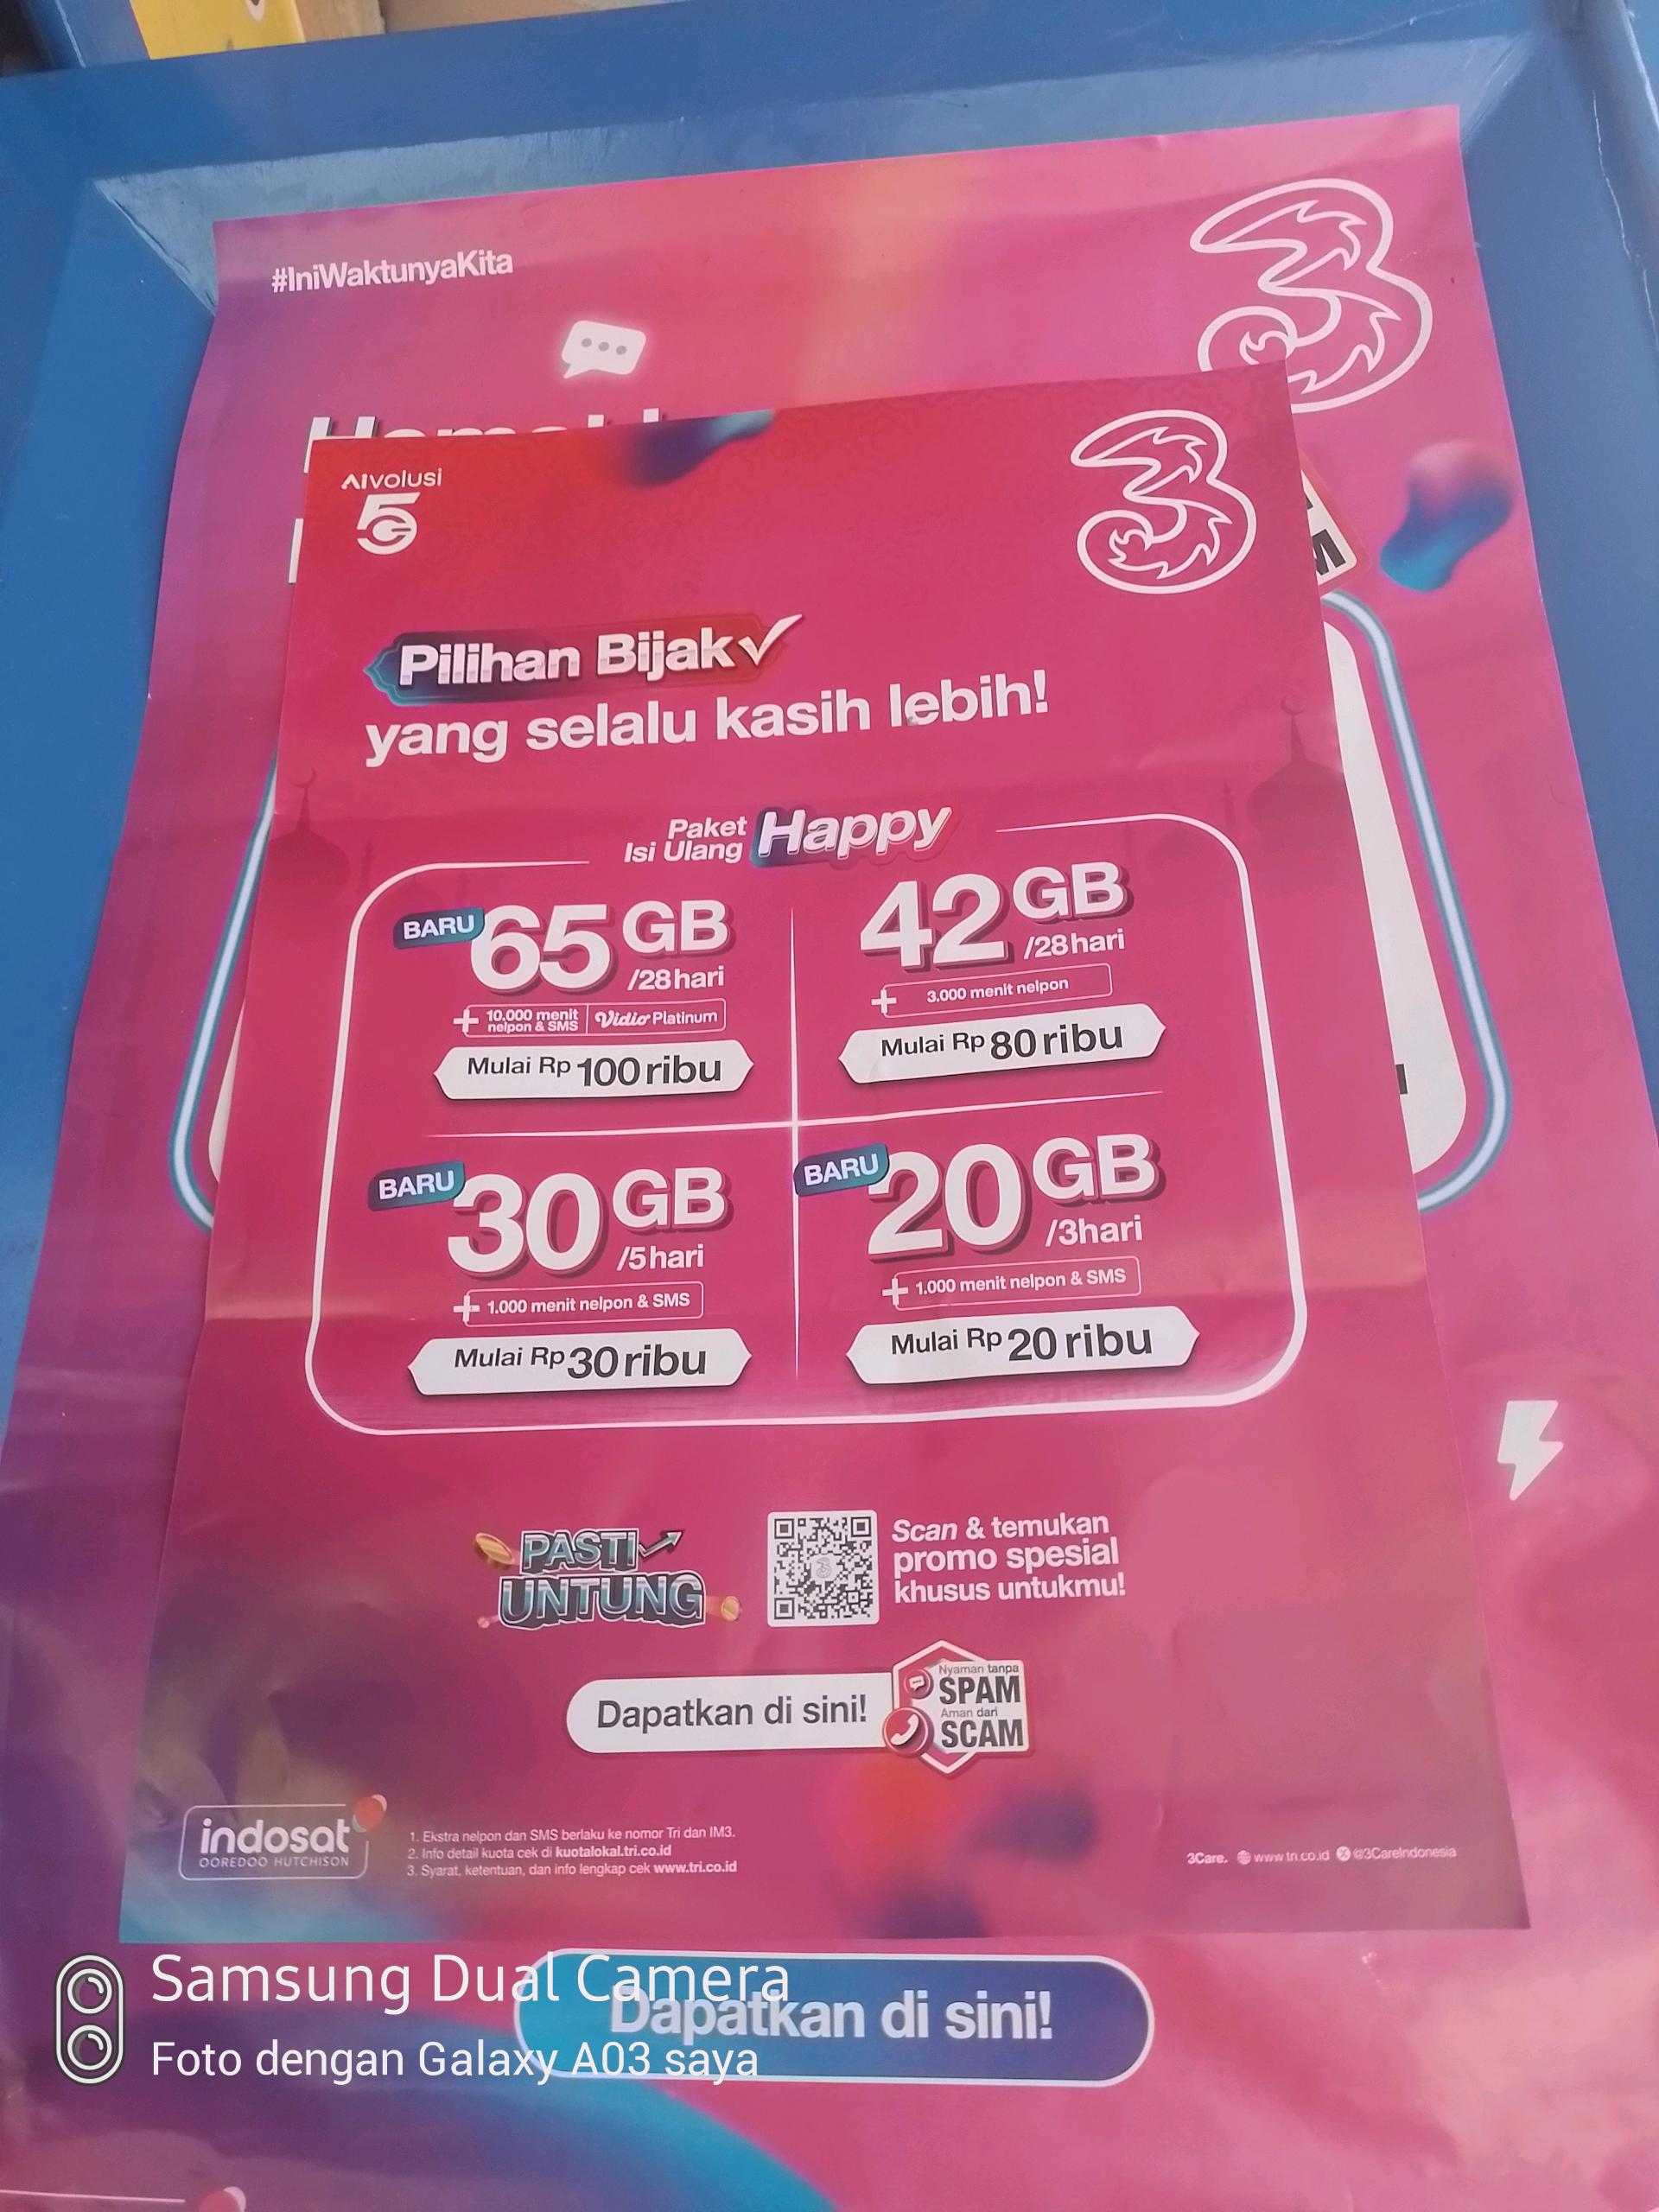 #IniWaktunyaKita
AIvolusi
5G
Pilihan Bijak
yang selalu kasih lebih!
Paket
Isi Ulang Happy
BARU 65 GB
/28 hari
+ 10.000 menit
nelpon & SMS
Vidio Platinum
Mulai Rp 100 ribu
42 GB
/28 hari
+ 3.000 menit nelpon
Mulai Rp 80 ribu
BARU 30 GB
/5 hari
+ 1.000 menit nelpon & SMS
Mulai Rp 30 ribu
BARU 20 GB
/3hari
+ 1.000 menit nelpon & SMS
Mulai Rp 20 ribu
PASTI
UNTUNG
Scan & temukan
promo spesial
khusus untukmu!
Dapatkan di sini!
Nyaman tanpa
SPAM
Aman dari
SCAM
indosat
OOREDOO HUTCHISON
1. Ekstra nelpon dan SMS berlaku ke nomor Tri dan IM3.
2. Info detail kuota cek di kuotalokal.tri.co.id
3. Syarat, ketentuan, dan info lengkap cek www.tri.co.id
3Care. www.tri.co.id @3CareIndonesia
Dapatkan di sini!
Samsung Dual Camera
Foto dengan Galaxy A03 saya